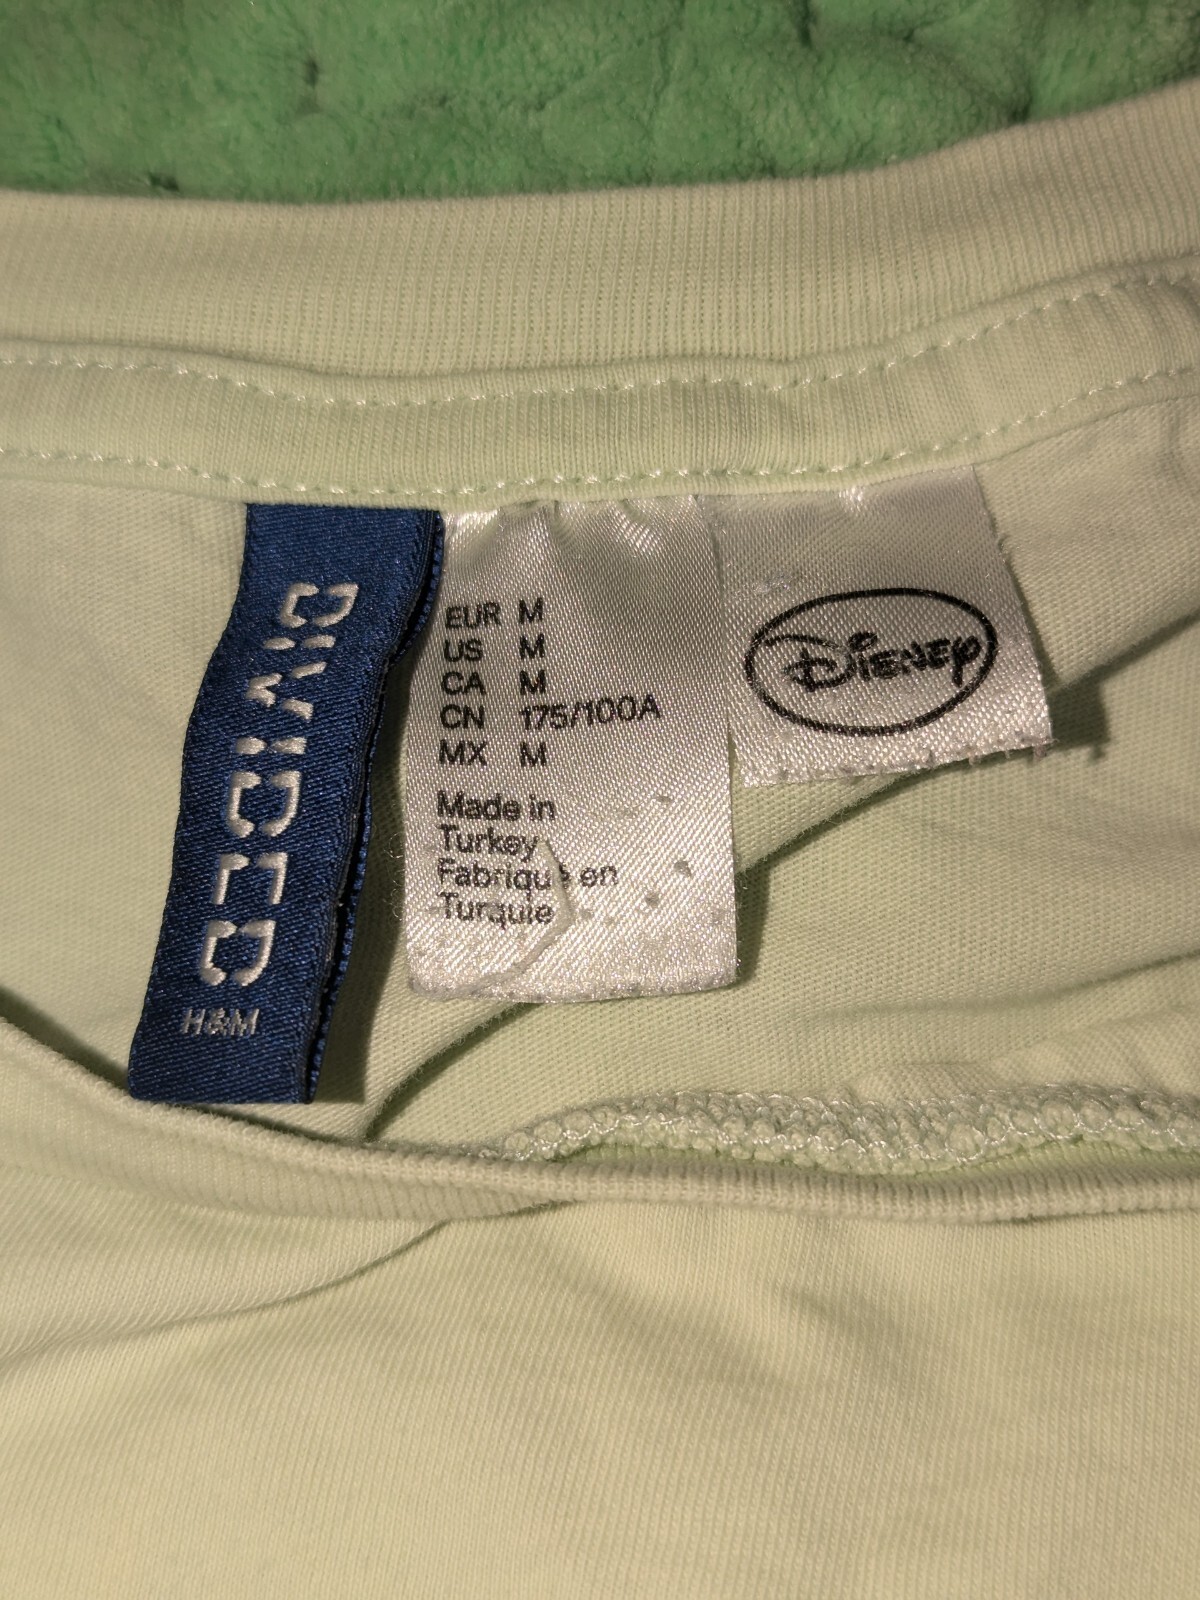 DIVIDED
H&M
EUR M
US M
CA M
CN 175/100A
MX M
Made in
Turkey
Fabriqué en
Turquie
Disney